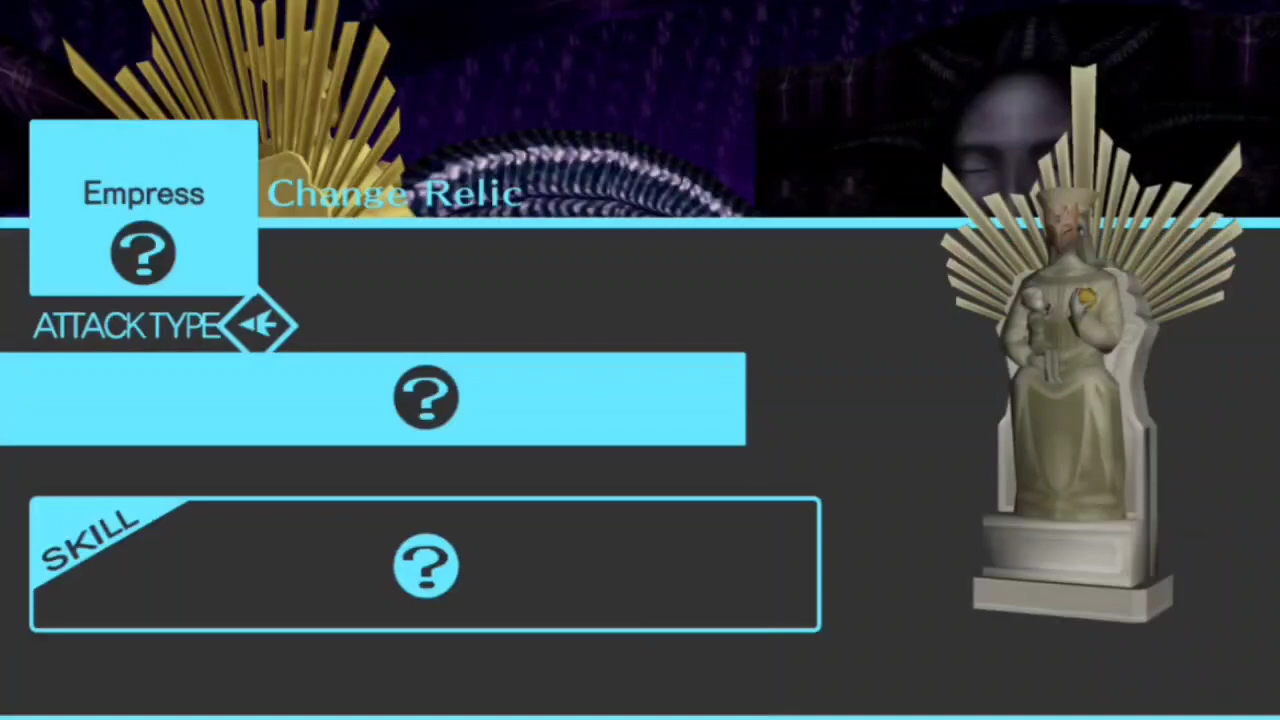 Empress
Change Relic
?
ATTACK TYPE
?
SKILL
?